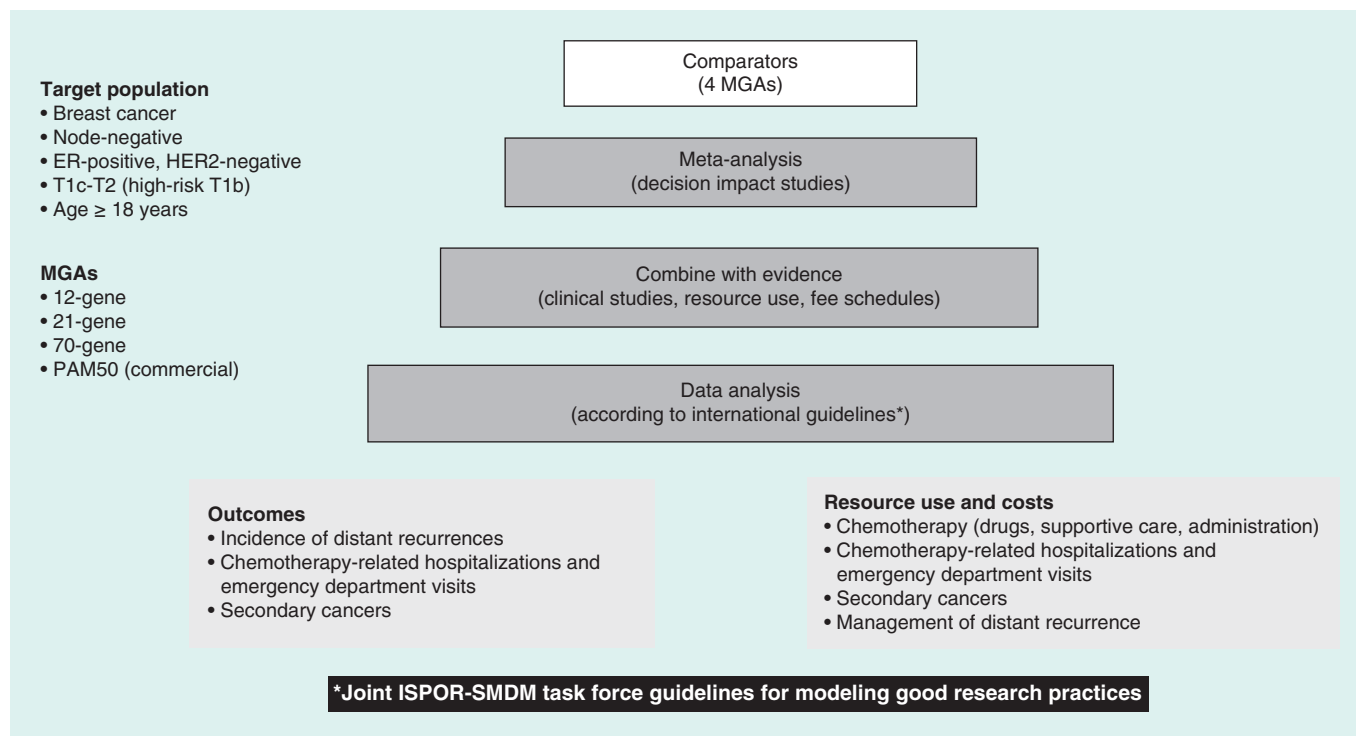 Comparators
(4 MGAs)
Target population
• Breast cancer
• Node-negative
• ER-positive, HER2-negative
• T1c-T2 (high-risk T1b)
• Age ≥ 18 years
Meta-analysis
(decision impact studies)
MGAs
• 12-gene
• 21-gene
• 70-gene
• PAM50 (commercial)
Combine with evidence
(clinical studies, resource use, fee schedules)
Data analysis
(according to international guidelines*)
Outcomes
• Incidence of distant recurrences
• Chemotherapy-related hospitalizations and
emergency department visits
• Secondary cancers
Resource use and costs
• Chemotherapy (drugs, supportive care, administration)
• Chemotherapy-related hospitalizations and
emergency department visits
• Secondary cancers
• Management of distant recurrence
*Joint ISPOR-SMDM task force guidelines for modeling good research practices